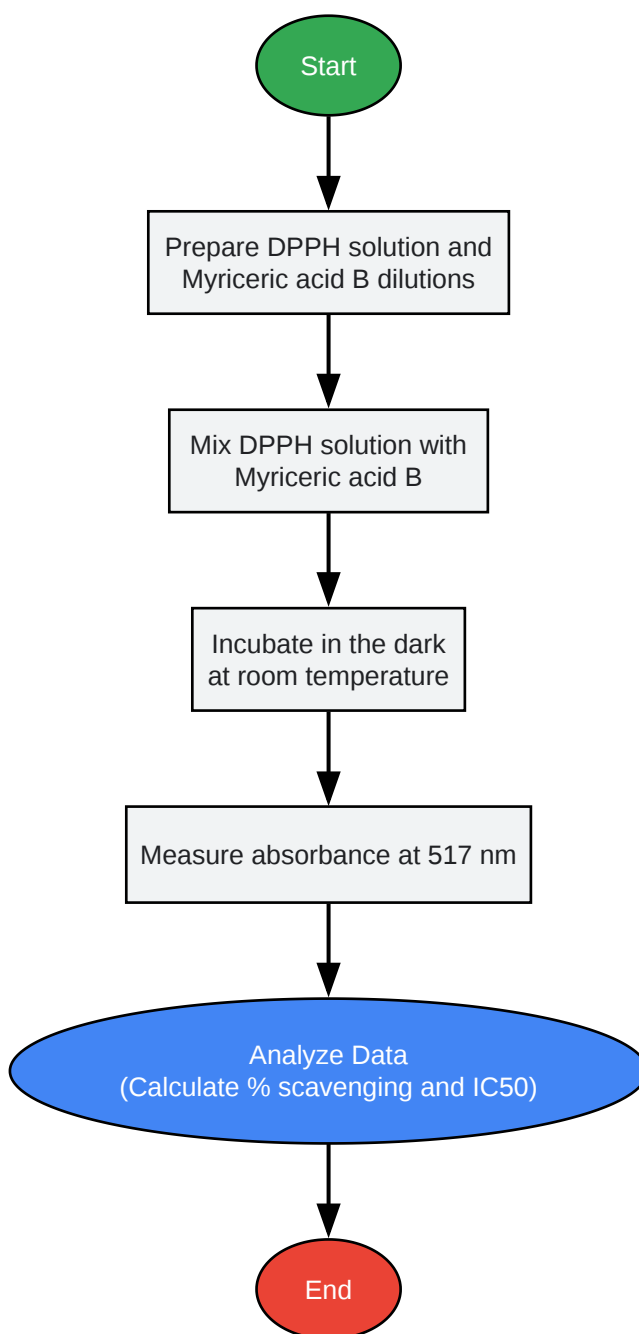 Start
Prepare DPPH solution and
Myriceric acid B dilutions
Mix DPPH solution with
Myriceric acid B
Incubate in the dark
at room temperature
Measure absorbance at 517 nm
Analyze Data
(Calculate % scavenging and IC50)
End